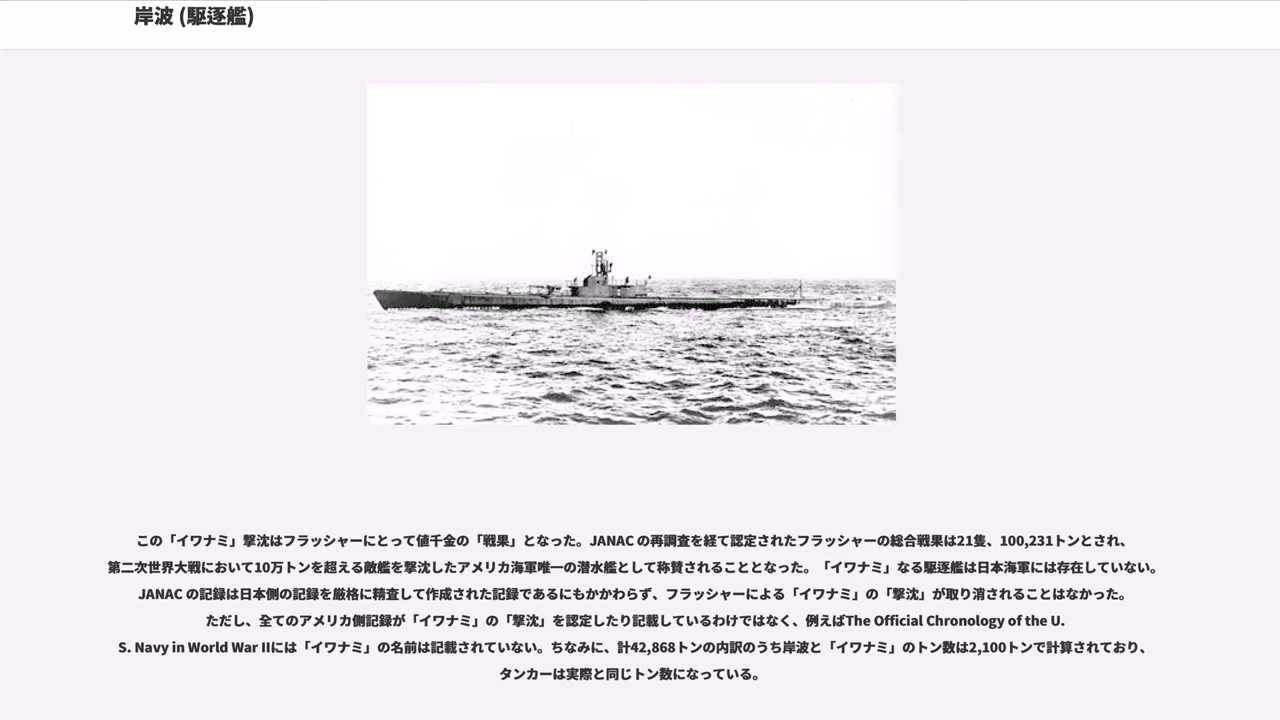 岸波 (駆逐艦)
この「イワナミ」撃沈はフラッシャーにとって値千金の「戦果」となった。JANAC の再調査を経て認定されたフラッシャーの総合戦果は21隻、100,231トンとされ、
第二次世界大戦において10万トンを超える敵艦を撃沈したアメリカ海軍唯一の潜水艦として称賛されることとなった。「イワナミ」なる駆逐艦は日本海軍には存在していない。
JANAC の記録は日本側の記録を厳格に精査して作成された記録であるにもかかわらず、フラッシャーによる「イワナミ」の「撃沈」が取り消されることはなかった。
ただし、全てのアメリカ側記録が「イワナミ」の「撃沈」を認定したり記載しているわけではなく、例えばThe Official Chronology of the U.
S. Navy in World War IIには「イワナミ」の名前は記載されていない。ちなみに、計42,868トンの内訳のうち岸波と「イワナミ」のトン数は2,100トンで計算されており、
タンカーは実際と同じトン数になっている。